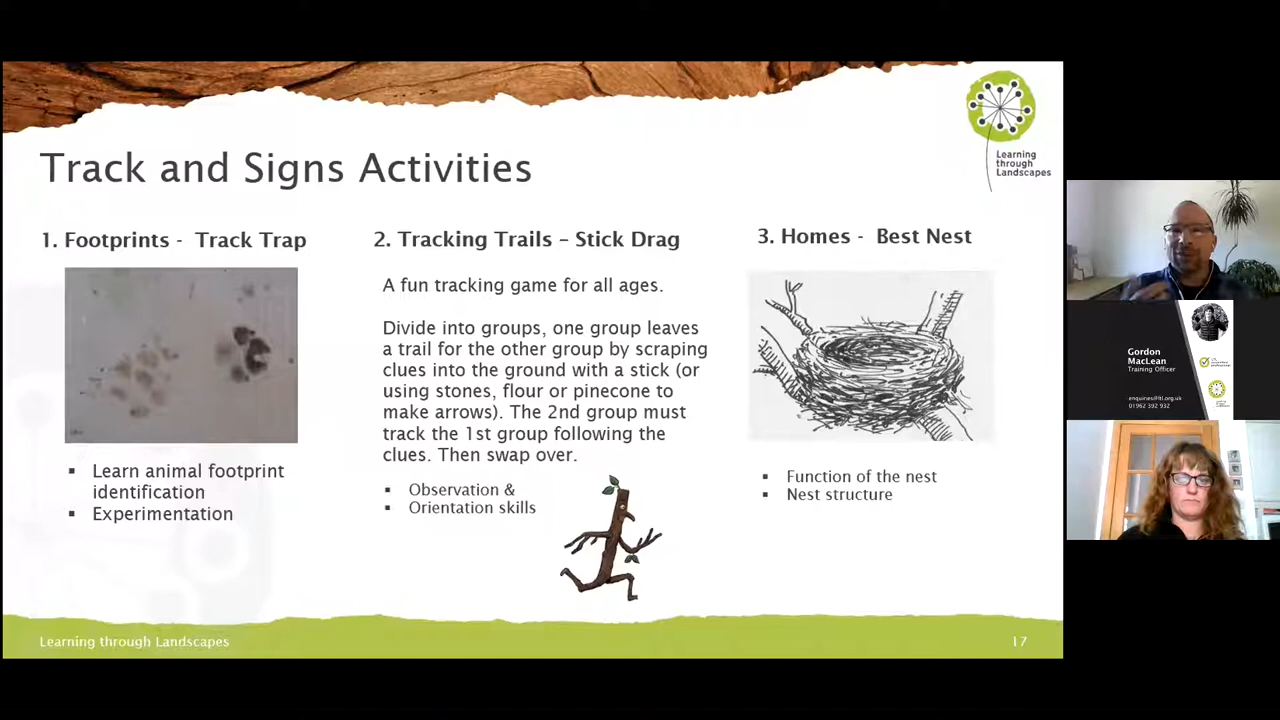 Track and Signs Activities
Learning
through
Landscapes
1. Footprints - Track Trap
Learn animal footprint
identification
Experimentation
2. Tracking Trails – Stick Drag
A fun tracking game for all ages.
Divide into groups, one group leaves
a trail for the other group by scraping
clues into the ground with a stick (or
using stones, flour or pinecone to
make arrows). The 2nd group must
track the 1st group following the
clues. Then swap over.
Observation &
Orientation skills
3. Homes - Best Nest
Function of the nest
Nest structure
Learning through Landscapes
17
Gordon
MacLean
Training Officer
enquiries@ltl.org.uk
01962 392 932